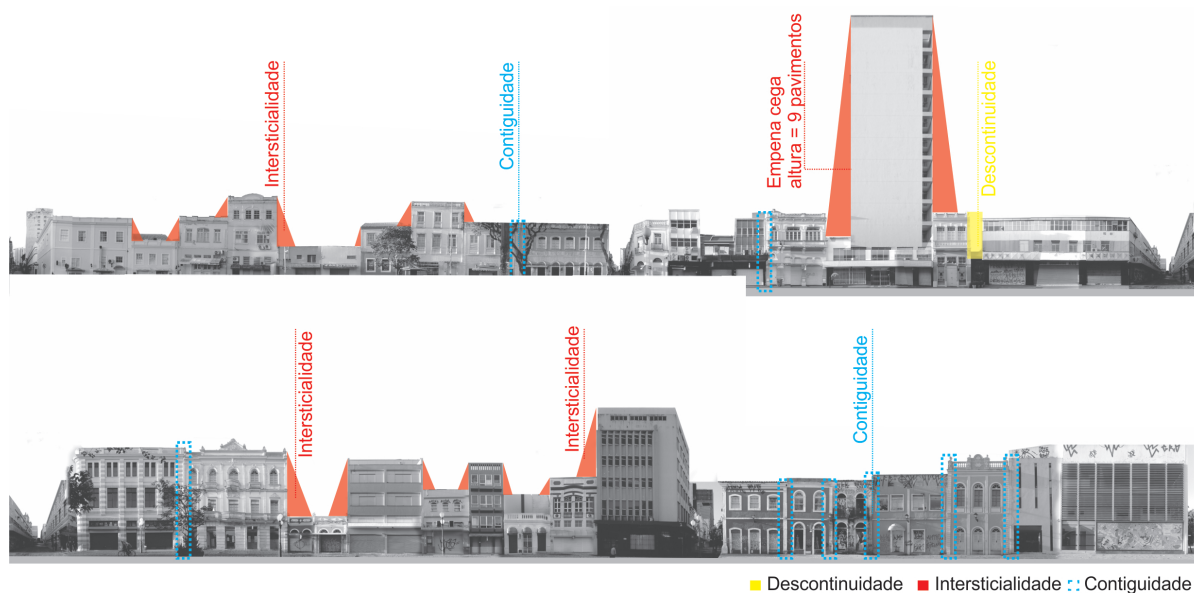 Intersticialidade
Contiguidade
Empena cega
altura = 9 pavimentos
Descontinuidade
Intersticialidade
Intersticialidade
Contiguidade
Descontinuidade
Intersticialidade
Contiguidade